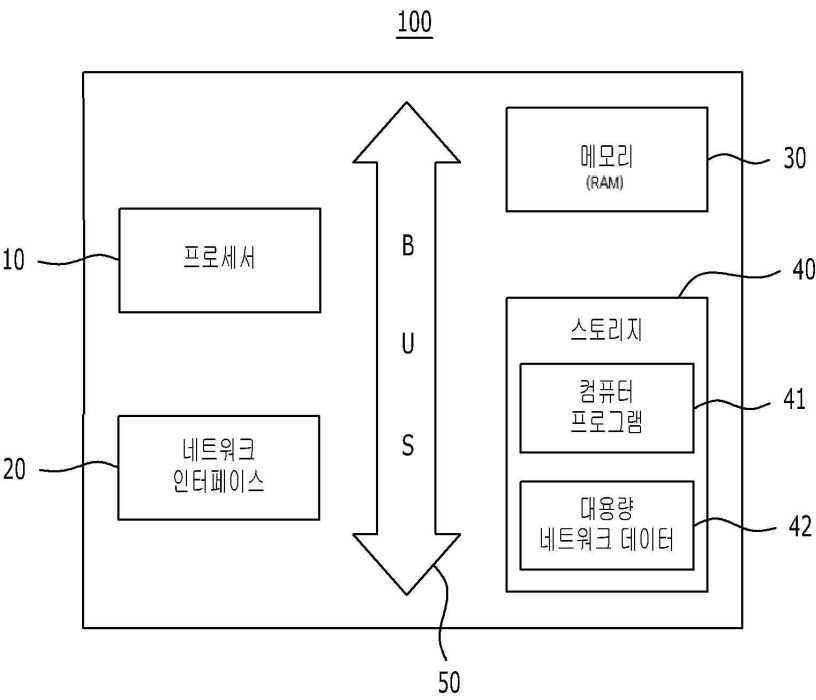 100
메모리
(RAM)
30
10
프로세서
B
U
S
40
스토리지
컴퓨터
프로그램
41
20
네트워크
인터페이스
대용량
네트워크 데이터
42
50